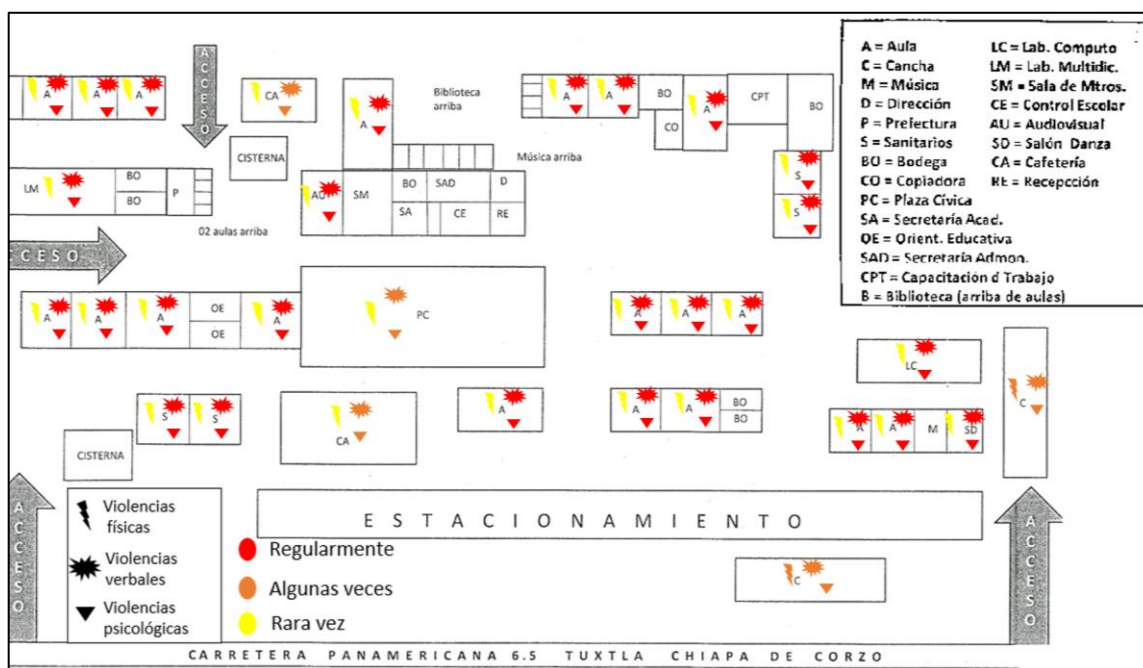 ACCESO
A A A
CA
A
Biblioteca
arriba
A A BO CO A CPT BO
CISTERNA
Música arriba
LM BO BO P
AU SM BO SAD D
SA CE RE
S
S
02 aulas arriba
CCESO
A A A OE OE A
PC
A A A
LC
C
S S
CA
A
A A BO BO
A A M SD
CISTERNA
ACCESO
ESTACIONAMIENTO
ACCESO
C
A = Aula
C = Cancha
M = Música
D = Dirección
P = Prefectura
S = Sanitarios
BO = Bodega
CO = Copiadora
PC = Plaza Cívica
SA = Secretaría Acad.
OE = Orient. Educativa
SAD = Secretaría Admon.
CPT = Capacitación d Trabajo
B = Biblioteca (arriba de aulas)
LC = Lab. Computo
LM = Lab. Multidic.
SM = Sala de Mtros.
CE = Control Escolar
AU = Audiovisual
SD = Salón Danza
CA = Cafetería
RE = Recepcción
Violencias
físicas
Violencias
verbales
Violencias
psicológicas
Regularmente
Algunas veces
Rara vez
CARRETERA PANAMERICANA 6.5 TUXTLA CHIAPA DE CORZO